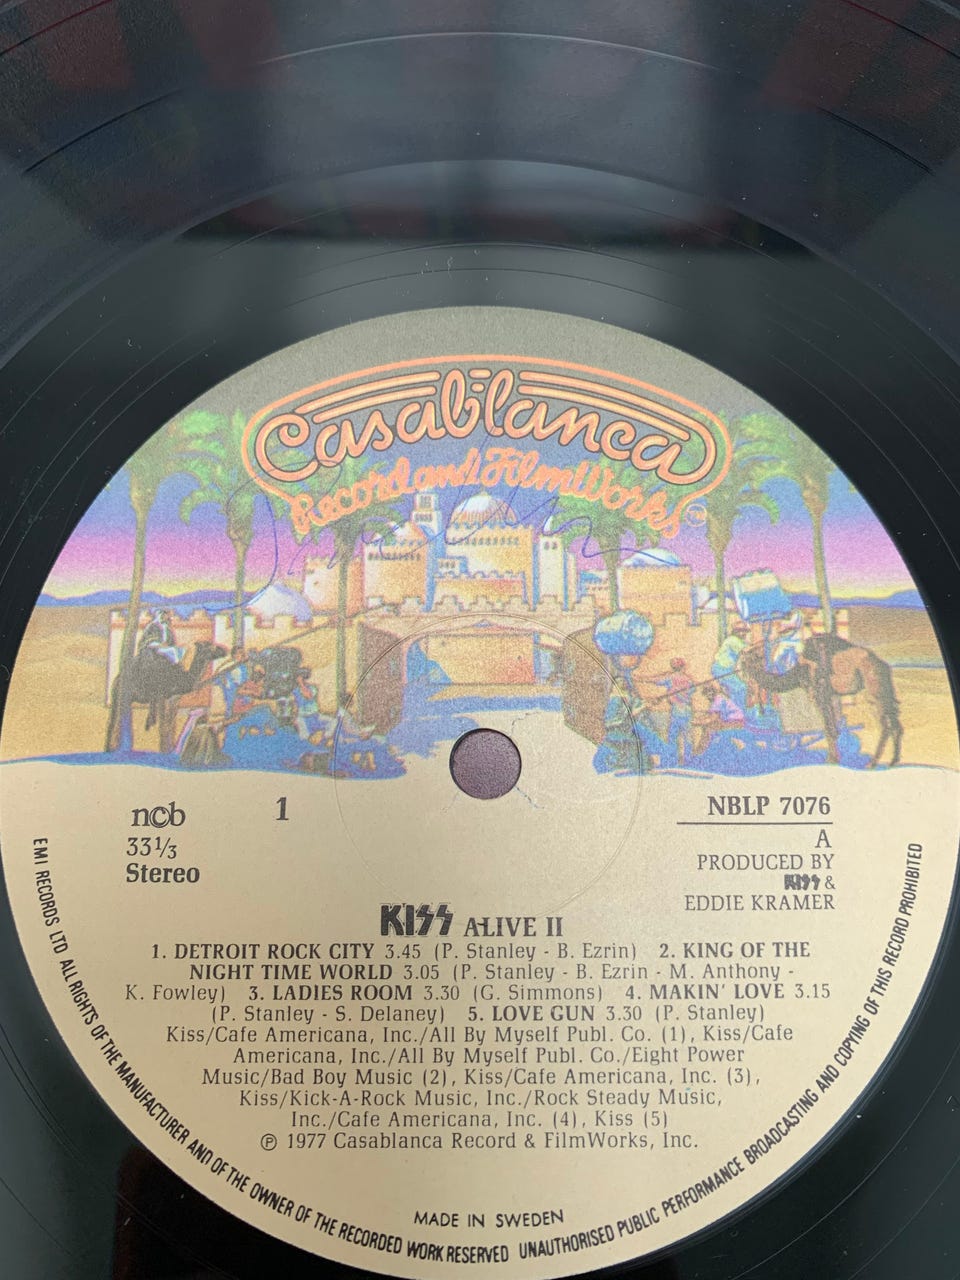 Casablanca
Record and FilmWorks
TM
ncb
1
33⅓
Stereo
NBLP 7076
A
PRODUCED BY
KISS &
EDDIE KRAMER
KISS ALIVE II
1. DETROIT ROCK CITY 3.45 (P. Stanley - B. Ezrin) 2. KING OF THE
NIGHT TIME WORLD 3.05 (P. Stanley - B. Ezrin - M. Anthony -
K. Fowley) 3. LADIES ROOM 3.30 (G. Simmons) 4. MAKIN' LOVE 3.15
(P. Stanley - S. Delaney) 5. LOVE GUN 3.30 (P. Stanley)
Kiss/Cafe Americana, Inc./All By Myself Publ. Co. (1), Kiss/Cafe
Americana, Inc./All By Myself Publ. Co./Eight Power
Music/Bad Boy Music (2), Kiss/Cafe Americana, Inc. (3),
Kiss/Kick-A-Rock Music, Inc./Rock Steady Music,
Inc./Cafe Americana, Inc. (4), Kiss (5)
℗ 1977 Casablanca Record & FilmWorks, Inc.
MADE IN SWEDEN
EMI RECORDS LTD ALL RIGHTS OF THE MANUFACTURER AND OF THE OWNER OF THE RECORDED WORK RESERVED UNAUTHORISED PUBLIC PERFORMANCE BROADCASTING AND COPYING OF THIS RECORD PROHIBITED